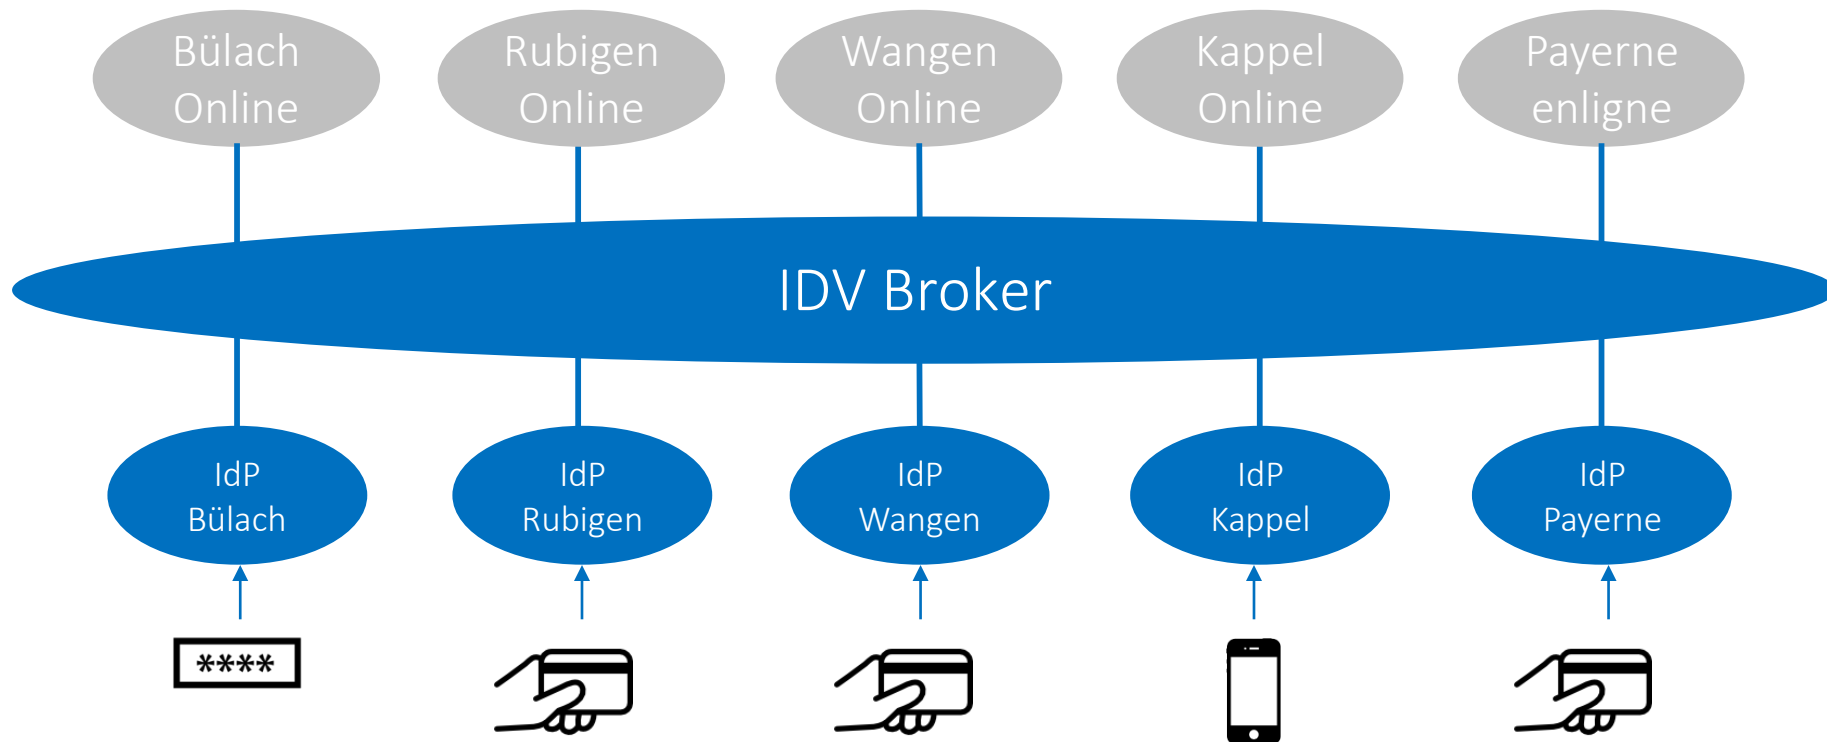 Bülach
Online
Rubigen
Online
Wangen
Online
Kappel
Online
Payerne
enligne
IDV Broker
IdP
Bülach
IdP
Rubigen
IdP
Wangen
IdP
Kappel
IdP
Payerne
****